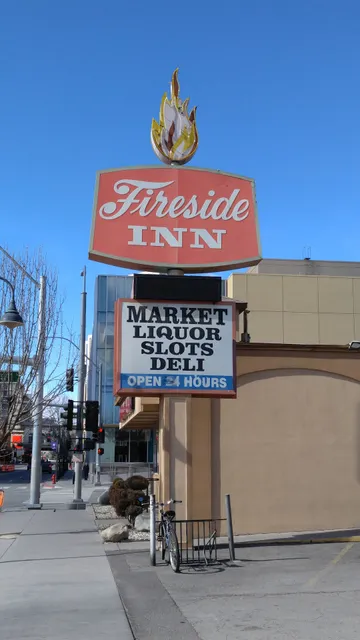 Fireside
INN
MARKET
LIQUOR
SLOTS
DELI
OPEN 24 HOURS